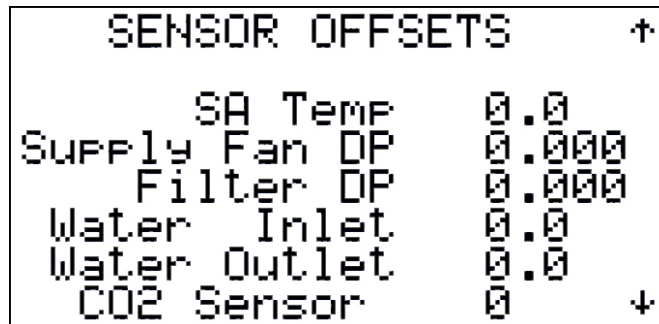 SENSOR OFFSETS ↑
SA Temp 0.0
Supply Fan DP 0.000
Filter DP 0.000
Water Inlet 0.0
Water Outlet 0.0
CO2 Sensor 0 ↓